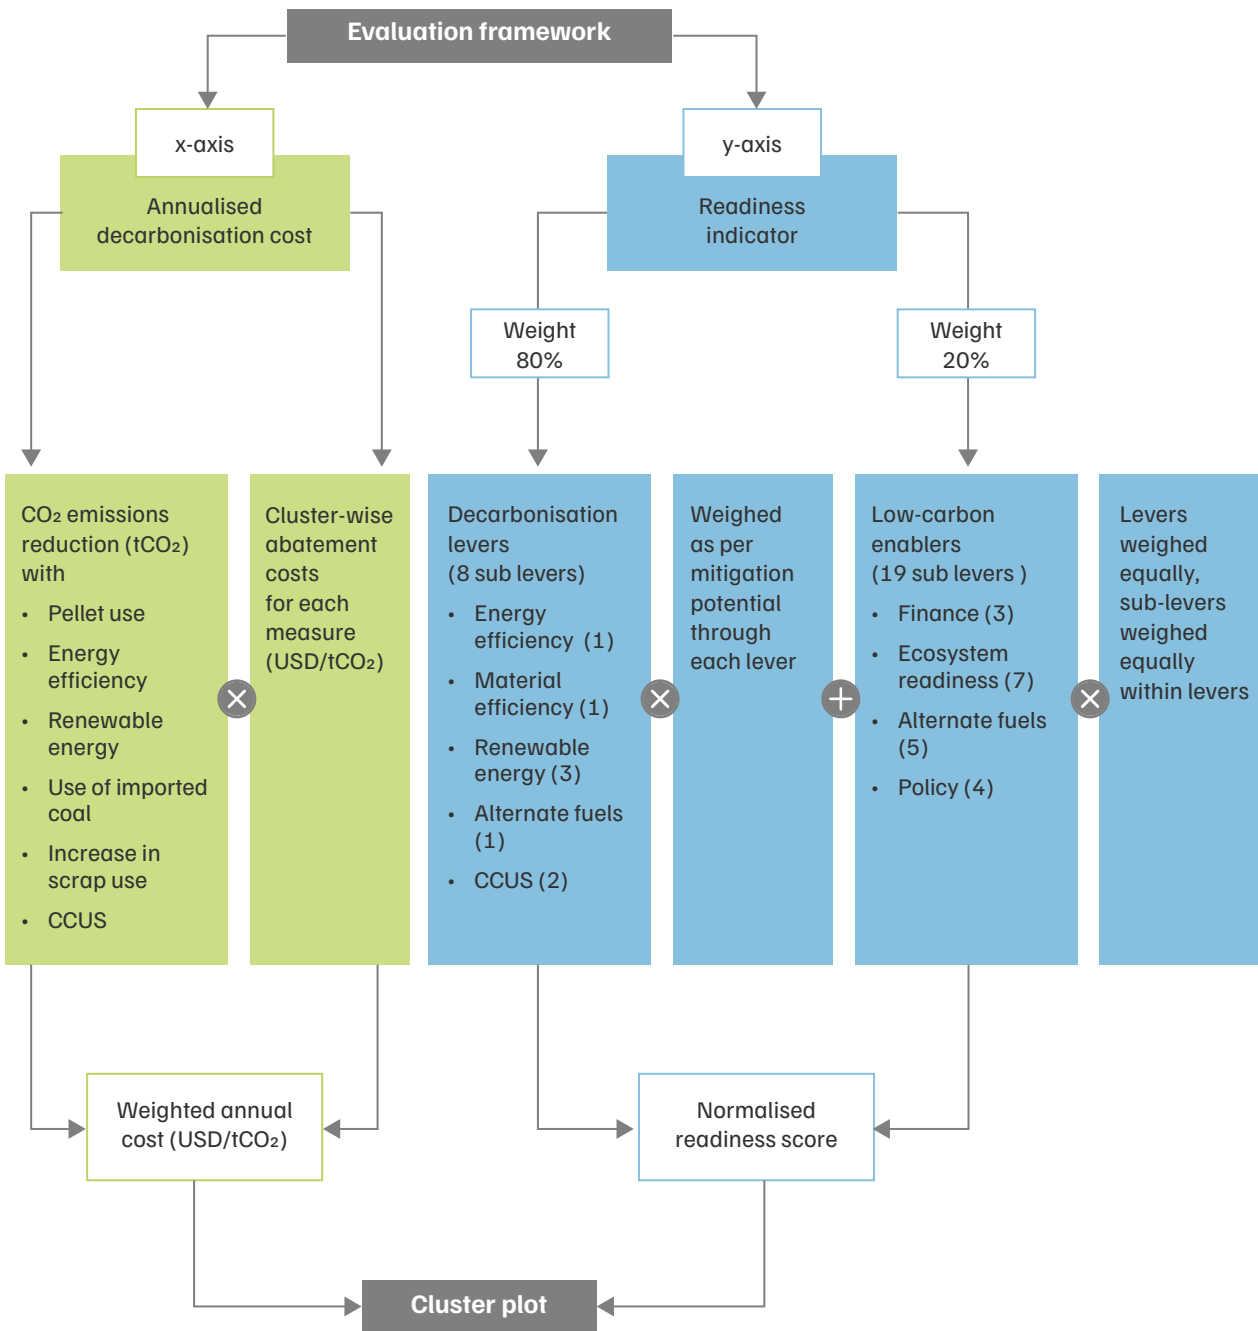 Evaluation framework
x-axis
Annualised
decarbonisation cost
y-axis
Readiness
indicator
Weight
80%
Weight
20%
CO₂ emissions
reduction (tCO₂)
with
• Pellet use
• Energy
efficiency
• Renewable
energy
• Use of imported
coal
• Increase in
scrap use
• CCUS
×
Cluster-wise
abatement
costs
for each
measure
(USD/tCO₂)
Decarbonisation
levers
(8 sub levers)
• Energy
efficiency (1)
• Material
efficiency (1)
• Renewable
energy (3)
• Alternate fuels
(1)
• CCUS (2)
×
Weighed
as per
mitigation
potential
through
each lever
+
Low-carbon
enablers
(19 sub levers )
• Finance (3)
• Ecosystem
readiness (7)
• Alternate fuels
(5)
• Policy (4)
×
Levers
weighed
equally,
sub-levers
weighed
equally
within levers
Weighted annual
cost (USD/tCO₂)
Normalised
readiness score
Cluster plot